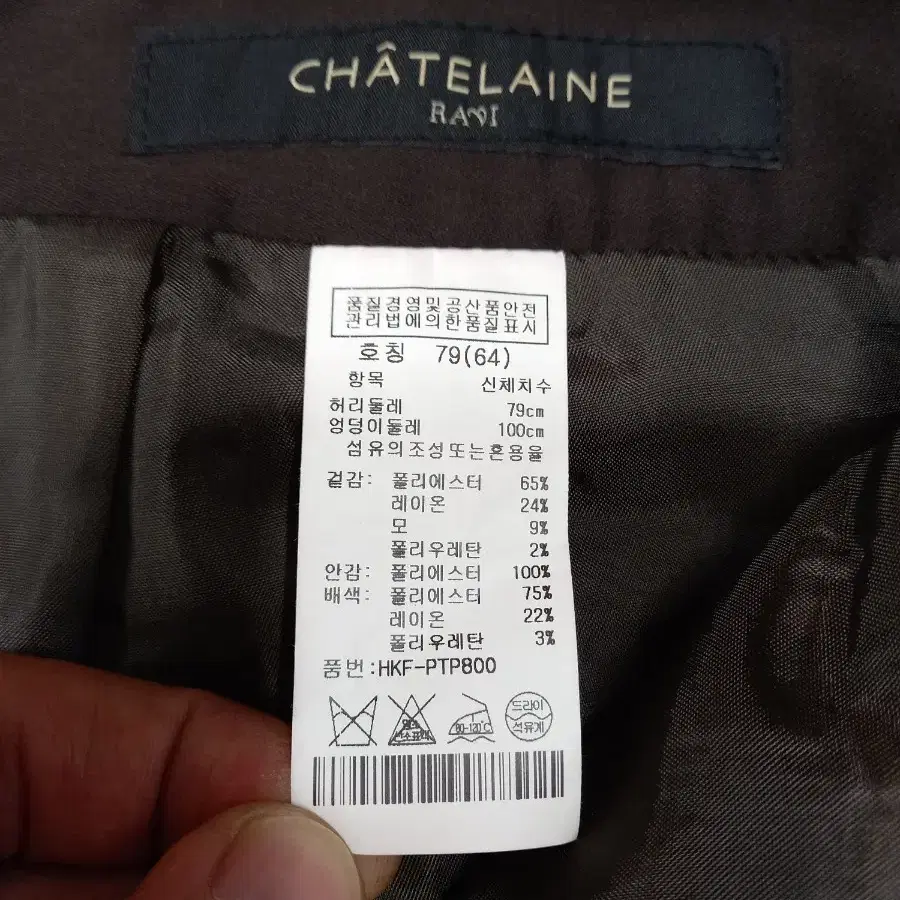 CHÂTELAINE
품질경영및공산품안전
관리법에의한품질표시
호칭 79(64)
항목 신체치수
허리둘레 79cm
엉덩이둘레 100cm
섬유의조성또는혼용율
겉감: 폴리에스터 65%
레이온 24%
모 9%
폴리우레탄 2%
안감: 폴리에스터 100%
배색: 폴리에스터 75%
레이온 22%
폴리우레탄 3%
품번:HKF-PTP800
80-120℃ 드라이
석유계